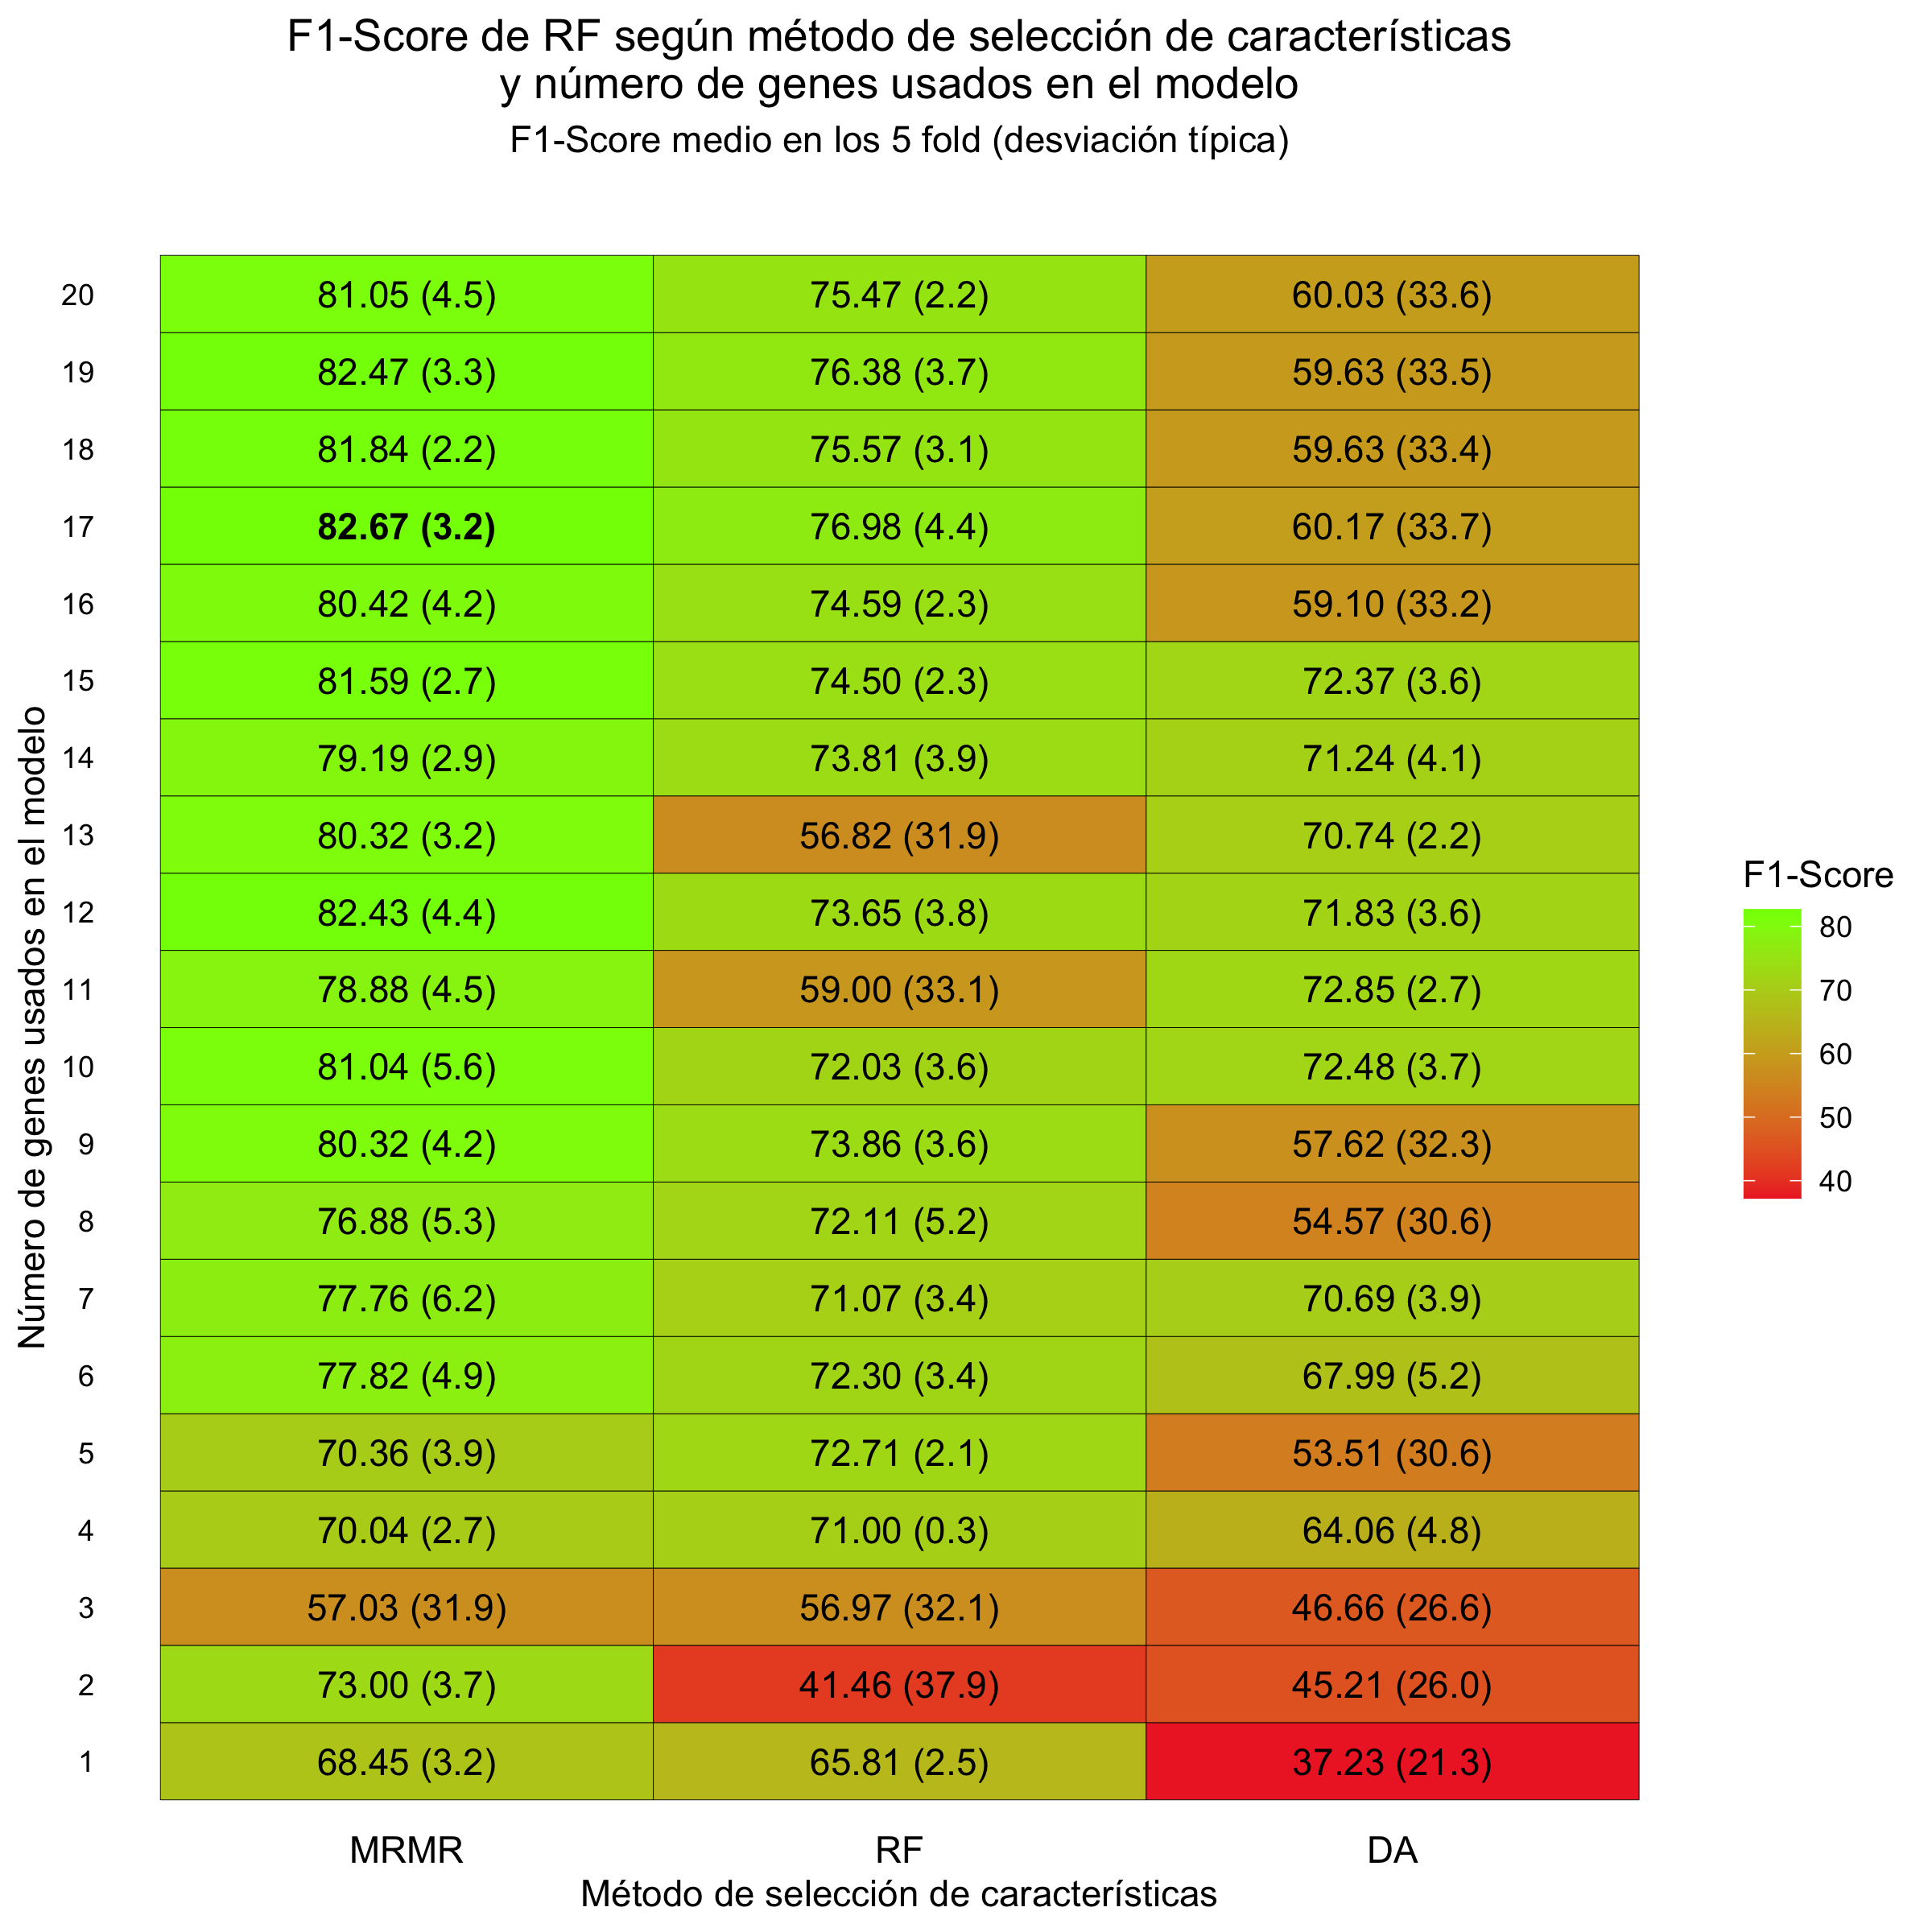 F1-Score de RF según método de selección de características
y número de genes usados en el modelo
F1-Score medio en los 5 fold (desviación típica)
Número de genes usados en el modelo
20 81.05 (4.5) 75.47 (2.2) 60.03 (33.6)
19 82.47 (3.3) 76.38 (3.7) 59.63 (33.5)
18 81.84 (2.2) 75.57 (3.1) 59.63 (33.4)
17 82.67 (3.2) 76.98 (4.4) 60.17 (33.7)
16 80.42 (4.2) 74.59 (2.3) 59.10 (33.2)
15 81.59 (2.7) 74.50 (2.3) 72.37 (3.6)
14 79.19 (2.9) 73.81 (3.9) 71.24 (4.1)
13 80.32 (3.2) 56.82 (31.9) 70.74 (2.2)
12 82.43 (4.4) 73.65 (3.8) 71.83 (3.6)
11 78.88 (4.5) 59.00 (33.1) 72.85 (2.7)
10 81.04 (5.6) 72.03 (3.6) 72.48 (3.7)
9 80.32 (4.2) 73.86 (3.6) 57.62 (32.3)
8 76.88 (5.3) 72.11 (5.2) 54.57 (30.6)
7 77.76 (6.2) 71.07 (3.4) 70.69 (3.9)
6 77.82 (4.9) 72.30 (3.4) 67.99 (5.2)
5 70.36 (3.9) 72.71 (2.1) 53.51 (30.6)
4 70.04 (2.7) 71.00 (0.3) 64.06 (4.8)
3 57.03 (31.9) 56.97 (32.1) 46.66 (26.6)
2 73.00 (3.7) 41.46 (37.9) 45.21 (26.0)
1 68.45 (3.2) 65.81 (2.5) 37.23 (21.3)
MRMR RF DA
Método de selección de características
F1-Score
80
70
60
50
40